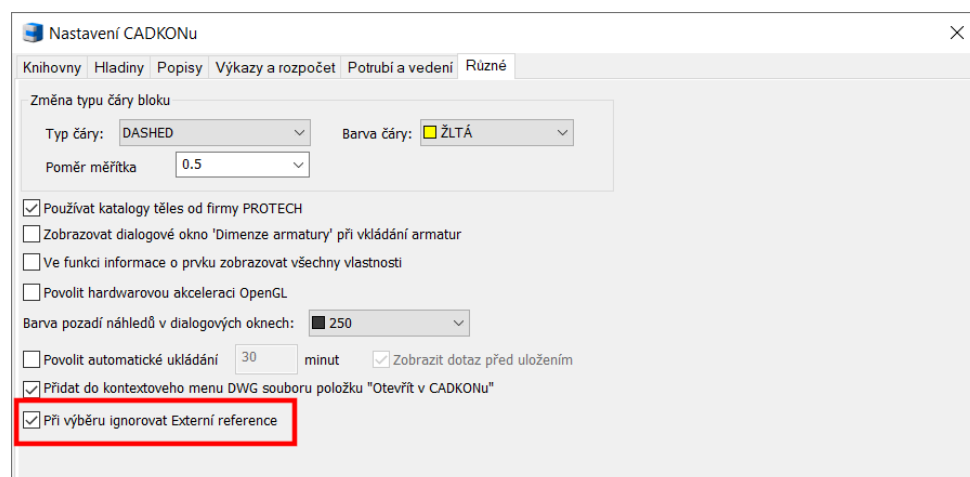 Nastavení CADKONu
Knihovny Hladiny Popisy Výkazy a rozpočet Potrubí a vedení Různé
Změna typu čáry bloku
Typ čáry: DASHED Barva čáry: ŽLTÁ
Poměr měřítka 0.5
Používat katalogy těles od firmy PROTECH
Zobrazovat dialogové okno 'Dimenze armatury' při vkládání armatur
Ve funkci informace o prvku zobrazovat všechny vlastnosti
Povolit hardwarovou akceleraci OpenGL
Barva pozadí náhledů v dialogových oknech: 250
Povolit automatické ukládání 30 minut Zobrazit dotaz před uložením
Přidat do kontextoveho menu DWG souboru položku "Otevřít v CADKONu"
Při výběru ignorovat Externí reference